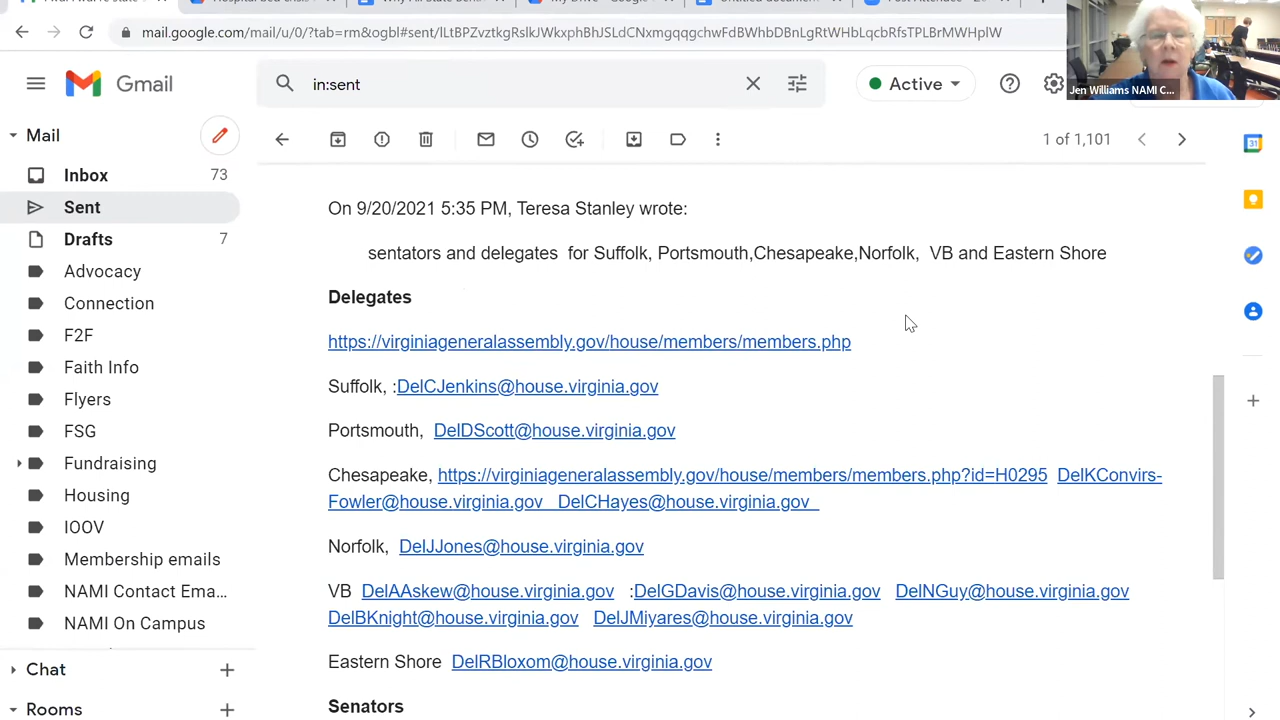 mail.google.com/mail/u/0/?tab=rm&ogbl#sent/lLtBPZvztkgRslkJWkxphBhJSLdCNxmgqqgchwFdBWhbDBnLgRtWHbLqcbRfsTPLBrMWHplW
Gmail
in:sent
Active
Jen Williams NAMI C...
Mail
1 of 1,101
Inbox 73
Sent
Drafts 7
Advocacy
Connection
F2F
Faith Info
Flyers
FSG
Fundraising
Housing
IOOV
Membership emails
NAMI Contact Ema...
NAMI On Campus
Chat
Rooms
On 9/20/2021 5:35 PM, Teresa Stanley wrote:
sentators and delegates for Suffolk, Portsmouth,Chesapeake,Norfolk, VB and Eastern Shore
Delegates
https://virginiageneralassembly.gov/house/members/members.php
Suffolk, :DelCJenkins@house.virginia.gov
Portsmouth, DelDScott@house.virginia.gov
Chesapeake, https://virginiageneralassembly.gov/house/members/members.php?id=H0295 DelKConvirs-
Fowler@house.virginia.gov DelCHayes@house.virginia.gov
Norfolk, DelJJones@house.virginia.gov
VB DelAAskew@house.virginia.gov :DelGDavis@house.virginia.gov DelNGuy@house.virginia.gov
DelBKnight@house.virginia.gov DelJMiyares@house.virginia.gov
Eastern Shore DelRBloxom@house.virginia.gov
Senators
31